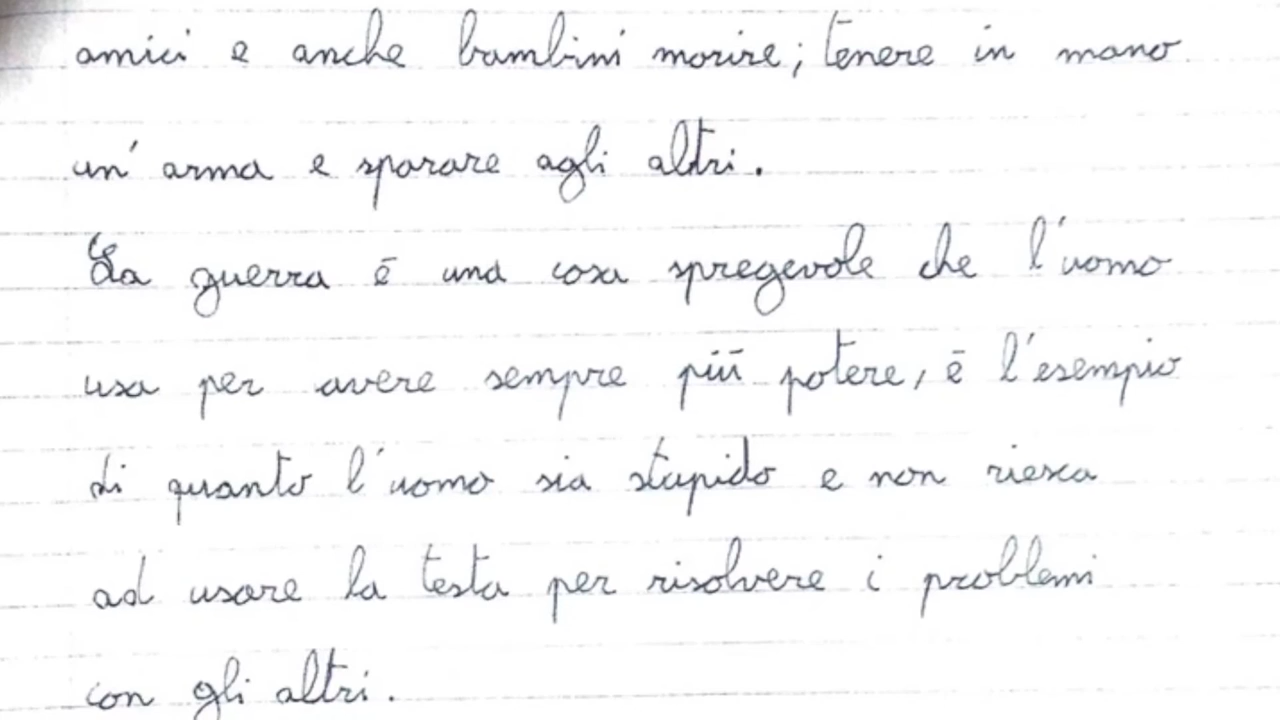 amici e anche bambini morire; tenere in mano
un' arma e sparare agli altri.
La guerra è una cosa spregevole che l'uomo
usa per avere sempre più potere, è l'esempio
di quanto l'uomo sia stupido e non riesca
ad usare la testa per risolvere i problemi
con gli altri.